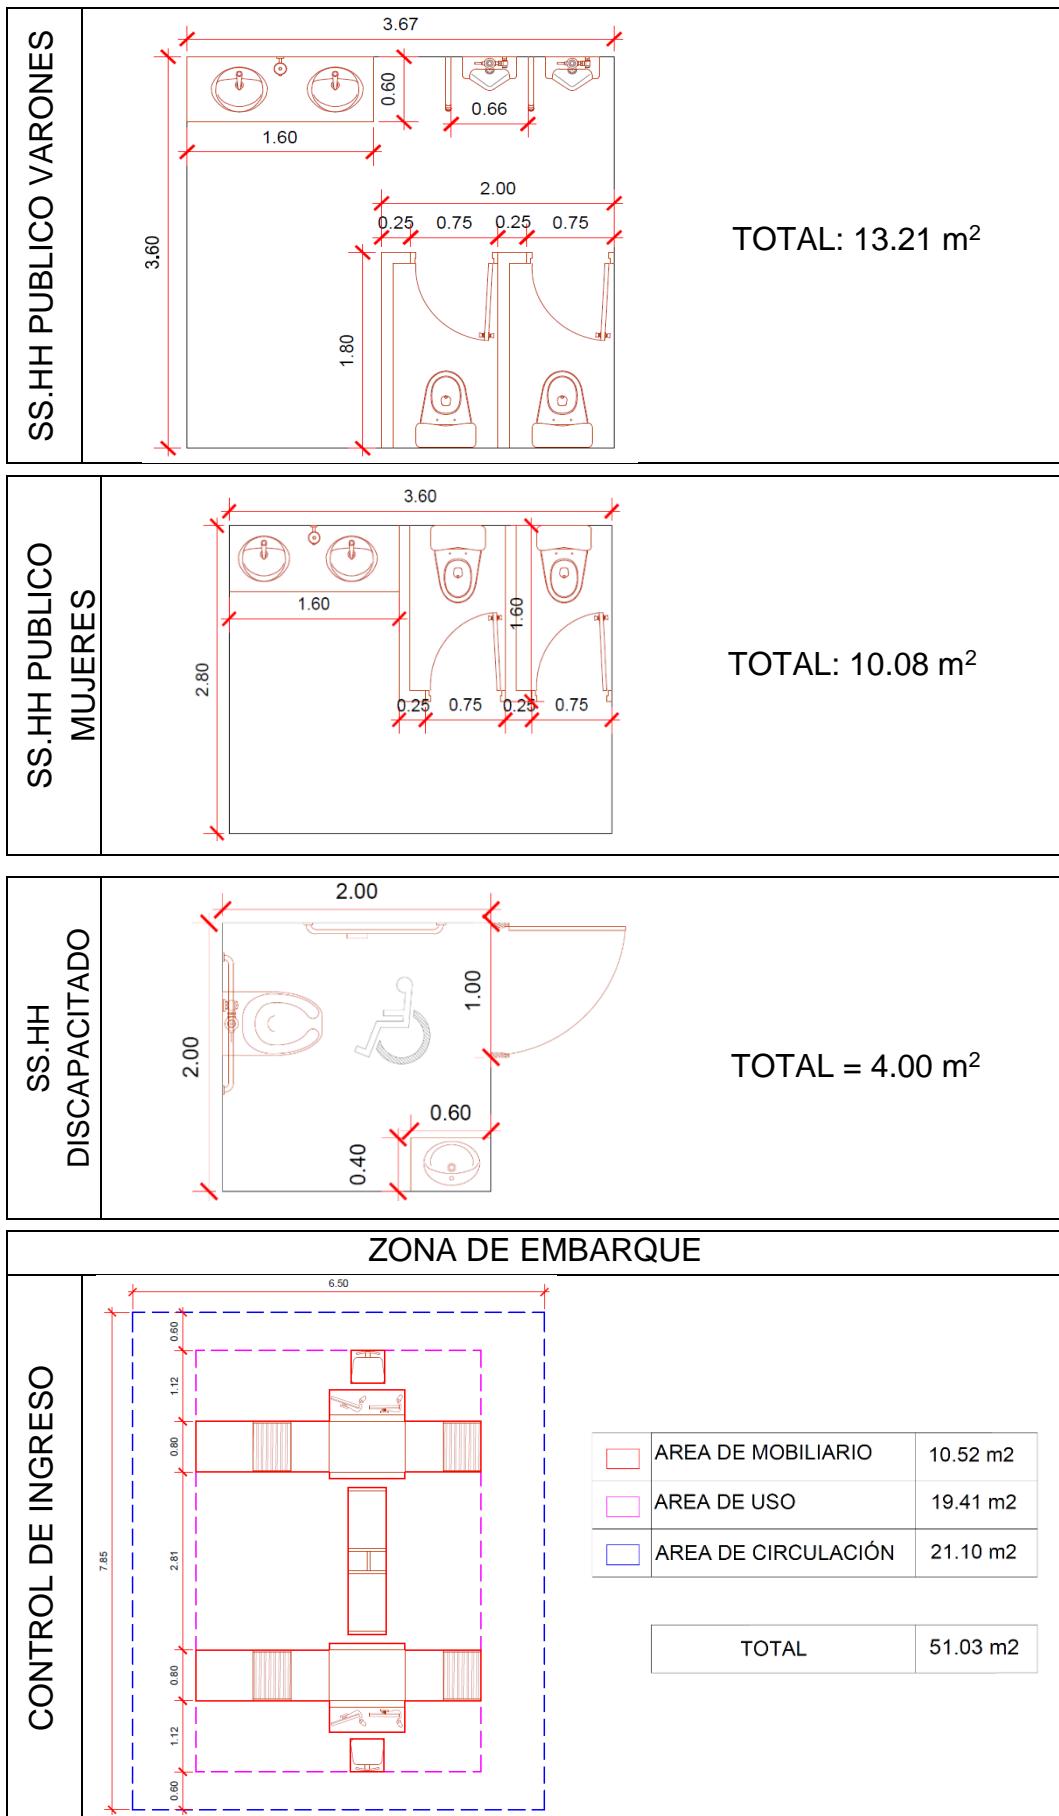 SS.HH PUBLICO VARONES
3.67
0.60
0.66
1.60
2.00
0.25 0.75 0.25 0.75
3.60
1.80
TOTAL: 13.21 m²
SS.HH PUBLICO
MUJERES
3.60
1.60
1.60
2.80
0.25 0.75 0.25 0.75
TOTAL: 10.08 m²
SS.HH
DISCAPACITADO
2.00
1.00
2.00
0.60
0.40
TOTAL = 4.00 m²
ZONA DE EMBARQUE
CONTROL DE INGRESO
6.50
0.60
1.12
0.80
7.85
2.81
0.80
1.12
0.60
AREA DE MOBILIARIO 10.52 m2
AREA DE USO 19.41 m2
AREA DE CIRCULACIÓN 21.10 m2
TOTAL 51.03 m2